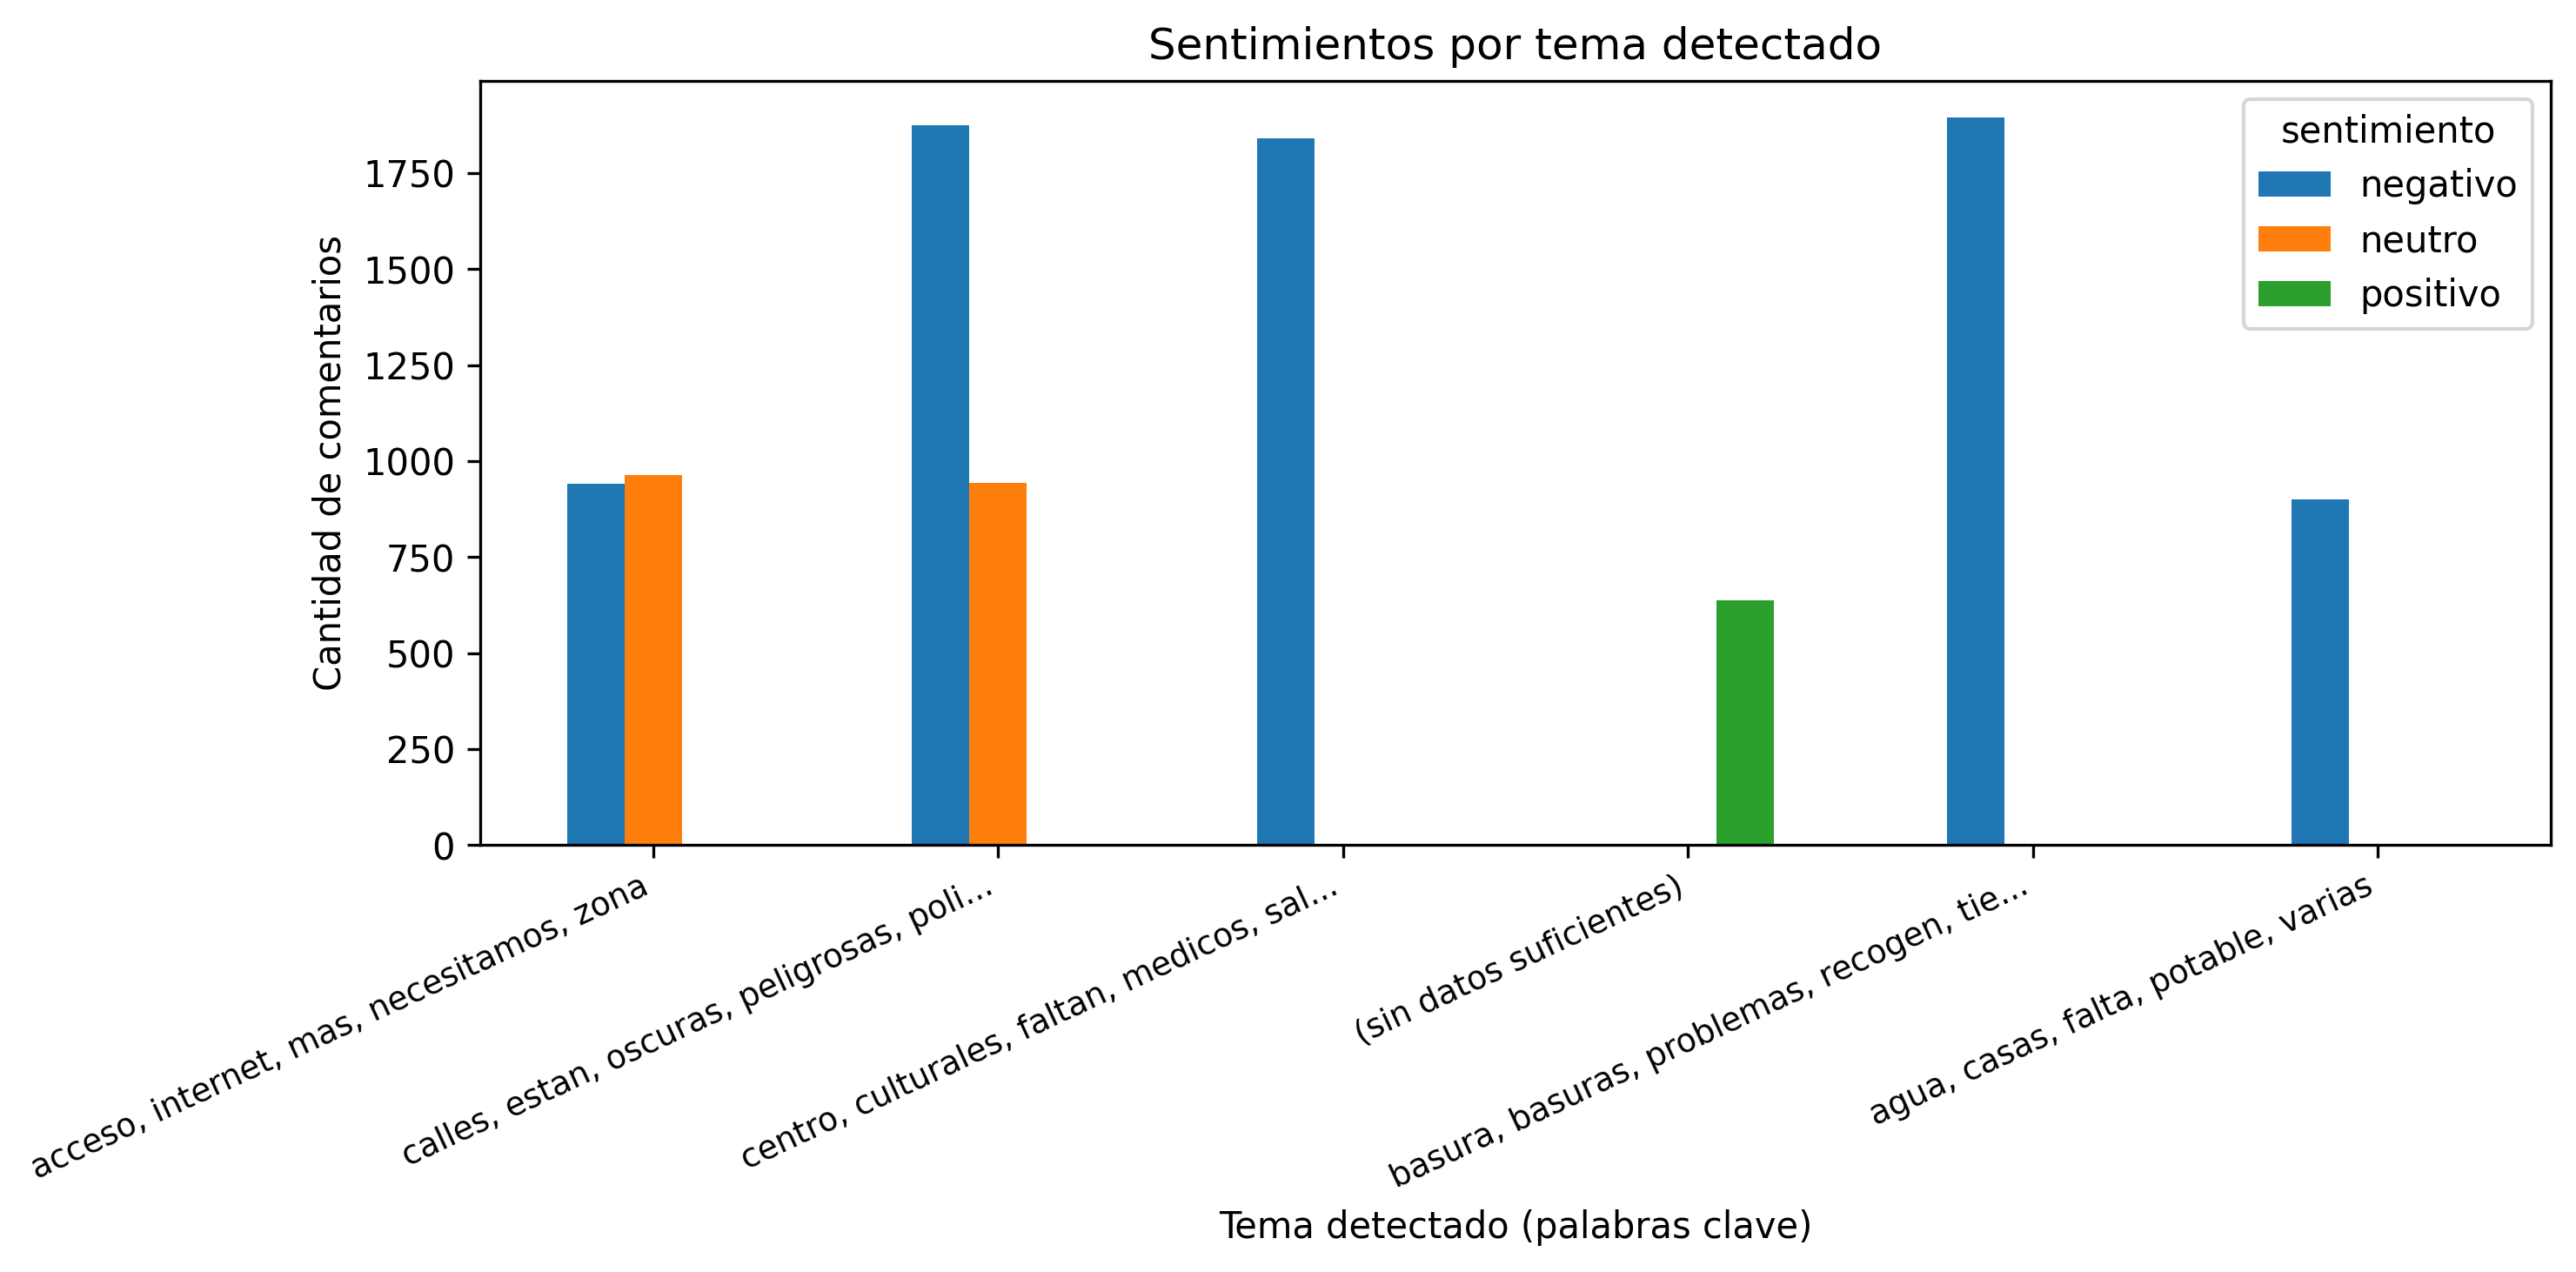 Sentimientos por tema detectado
sentimiento
negativo
neutro
positivo
Cantidad de comentarios
1750
1500
1250
1000
750
500
250
0
acceso, internet, mas, necesitamos, zona
calles, estan, oscuras, peligrosas, poli...
centro, culturales, faltan, medicos, sal...
(sin datos suficientes)
basura, basuras, problemas, recogen, tie...
agua, casas, falta, potable, varias
Tema detectado (palabras clave)